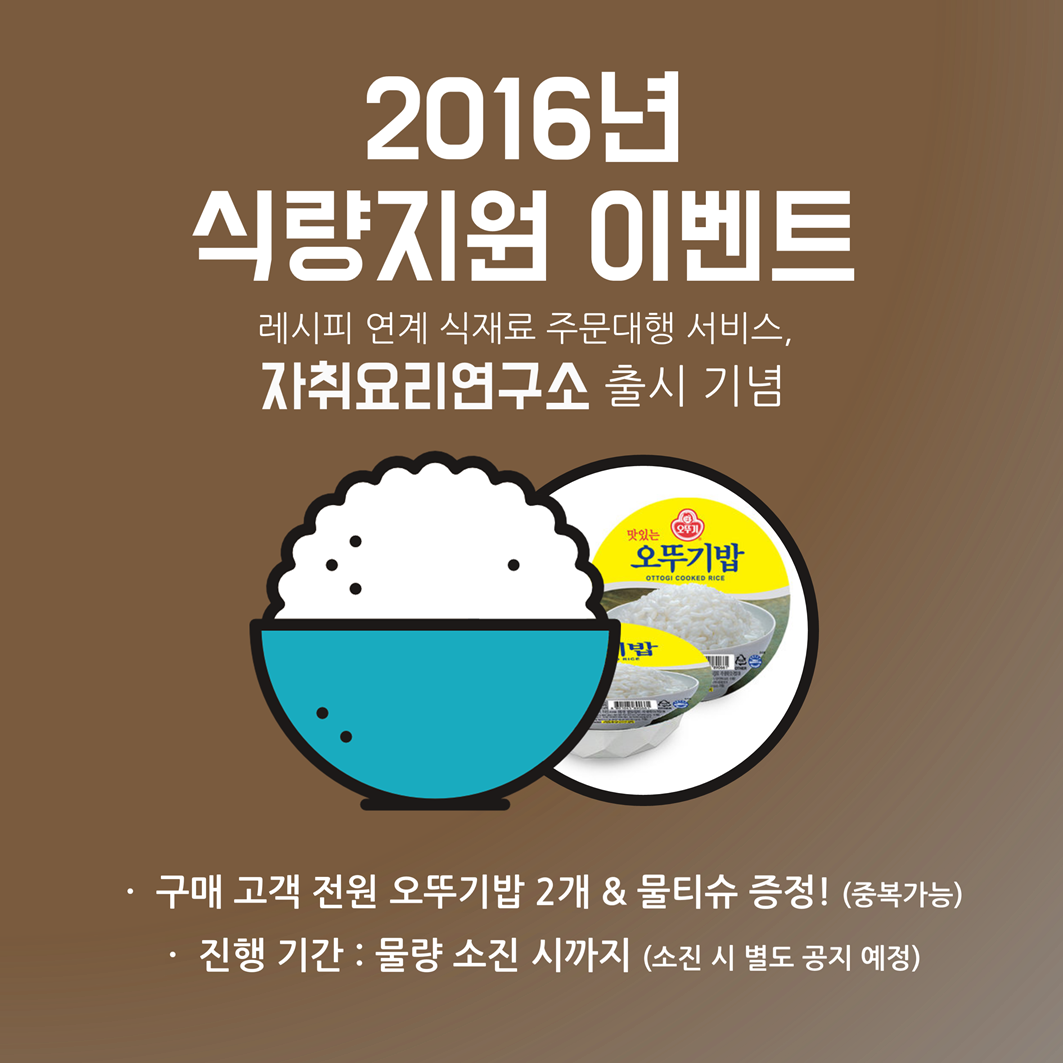 2016년
식량지원 이벤트
레시피 연계 식재료 주문대행 서비스,
자취요리연구소 출시 기념
맛있는
오뚜기
오뚜기밥
OTTOGI COOKED RICE
기밥
RICE
· 구매 고객 전원 오뚜기밥 2개 & 물티슈 증정! (중복가능)
· 진행 기간 : 물량 소진 시까지 (소진 시 별도 공지 예정)